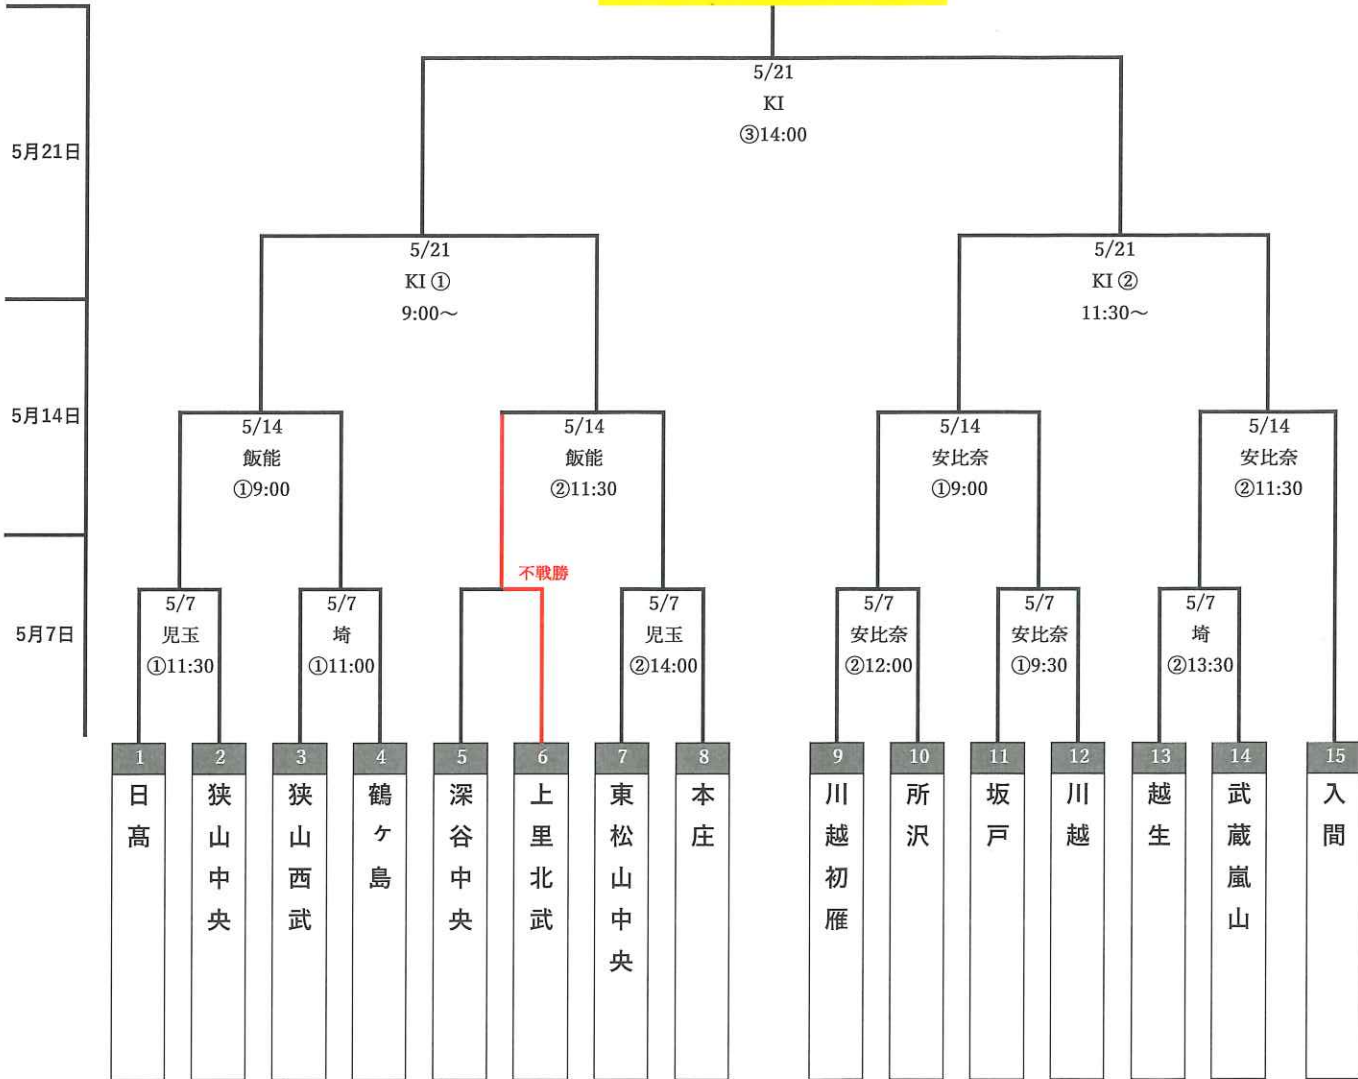 5/21
KI
③14:00
5月21日
5/21
KI ①
9:00～
5/21
KI ②
11:30～
5月14日
5/14
飯能
①9:00
5/14
飯能
②11:30
5/14
安比奈
①9:00
5/14
安比奈
②11:30
不戦勝
5月7日
5/7
児玉
①11:30
5/7
埼
①11:00
5/7
児玉
②14:00
5/7
安比奈
②12:00
5/7
安比奈
①9:30
5/7
埼
②13:30
1
日髙
2
狭山中央
3
狭山西武
4
鶴ヶ島
5
深谷中央
6
上里北武
7
東松山中央
8
本庄
9
川越初雁
10
所沢
11
坂戸
12
川越
13
越生
14
武蔵嵐山
15
入間